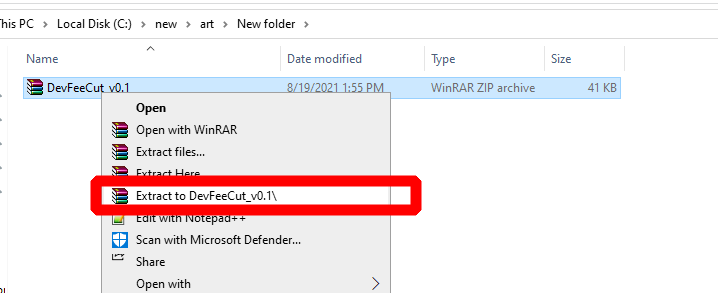 This PC > Local Disk (C:) > new > art > New folder >
Name Date modified Type Size
DevFeeCut_v0.1 8/19/2021 1:55 PM WinRAR ZIP archive 41 KB
Open
Open with WinRAR
Extract files...
Extract Here
Extract to DevFeeCut_v0.1\
Edit with Notepad++
Scan with Microsoft Defender...
Share
Open with